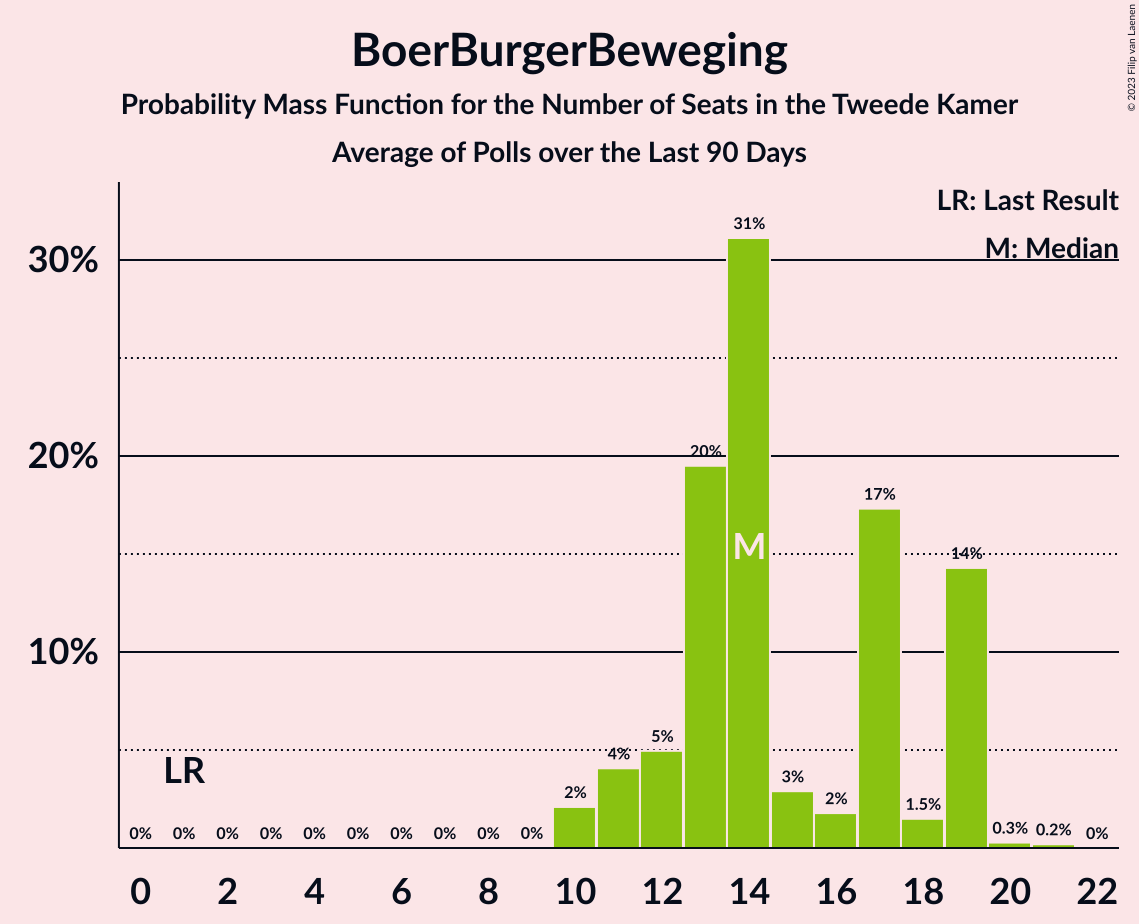 BoerBurgerBeweging
Probability Mass Function for the Number of Seats in the Tweede Kamer
Average of Polls over the Last 90 Days
© 2023 Filip van Laenen
LR: Last Result
M: Median
30%
20%
10%
31%
20%
17%
14%
M
5%
4%
3%
2%
2%
1.5%
0.3%
0.2%
0%
LR
0% 0% 0% 0% 0% 0% 0% 0% 0% 0%
0 2 4 6 8 10 12 14 16 18 20 22